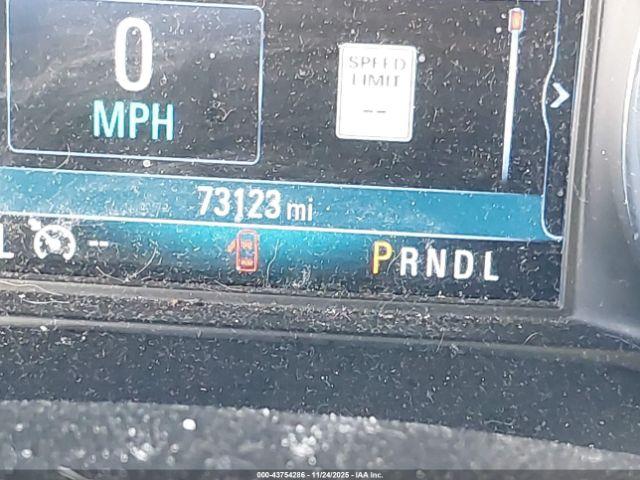 0
MPH
SPEED
LIMIT
--
73123 mi
L -- PRNDL
000-43754286 - 11/24/2025 - IAA Inc.